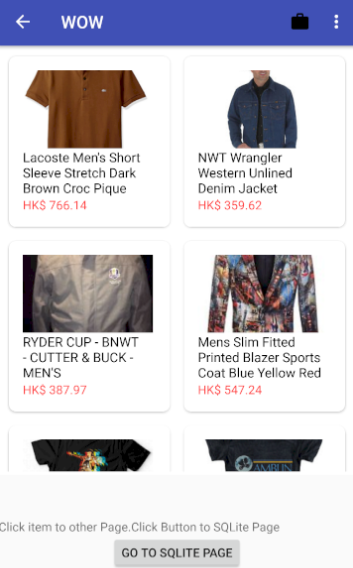 WOW
Lacoste Men's Short
Sleeve Stretch Dark
Brown Croc Pique
HK$ 766.14
NWT Wrangler
Western Unlined
Denim Jacket
HK$ 359.62
RYDER CUP - BNWT
- CUTTER & BUCK -
MEN'S
HK$ 387.97
Mens Slim Fitted
Printed Blazer Sports
Coat Blue Yellow Red
HK$ 547.24
Click item to other Page.Click Button to SQLite Page
GO TO SQLITE PAGE